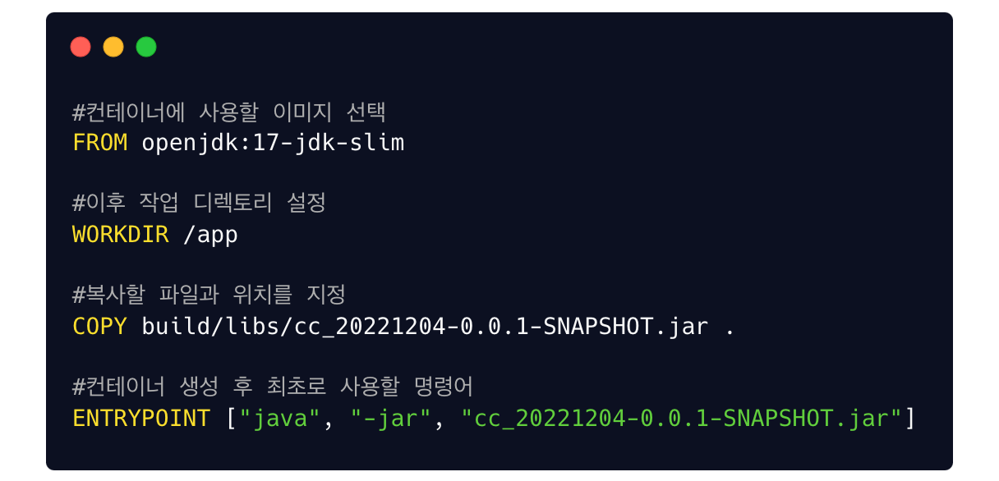 #컨테이너에 사용할 이미지 선택
FROM openjdk:17-jdk-slim
#이후 작업 디렉토리 설정
WORKDIR /app
#복사할 파일과 위치를 지정
COPY build/libs/cc_20221204-0.0.1-SNAPSHOT.jar .
#컨테이너 생성 후 최초로 사용할 명령어
ENTRYPOINT ["java", "-jar", "cc_20221204-0.0.1-SNAPSHOT.jar"]